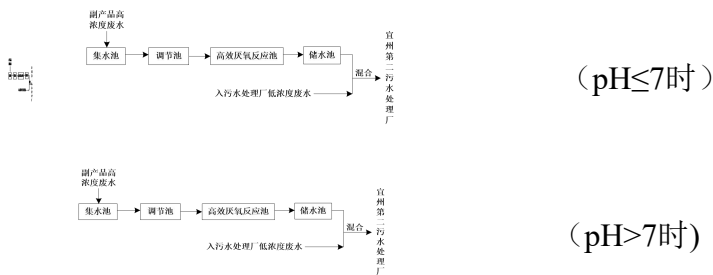 副产品高
浓度废水
集水池
调节池
高效厌氧反应池
储水池
混合
入污水处理厂低浓度废水
宜州第二污水处理厂
（pH≤7时）
副产品高
浓度废水
集水池
调节池
高效厌氧反应池
储水池
混合
入污水处理厂低浓度废水
宜州第二污水处理厂
（pH>7时)